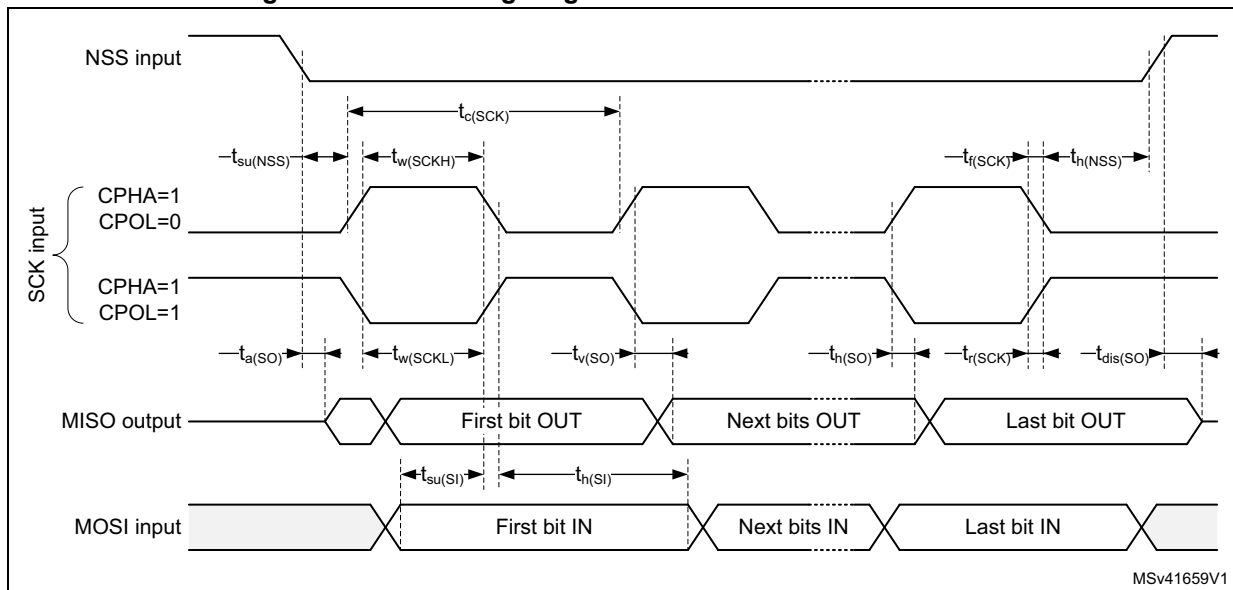 NSS input
tc(SCK)
tsu(NSS)
tw(SCKH)
tf(SCK)
th(NSS)
SCK input
CPHA=1
CPOL=0
CPHA=1
CPOL=1
ta(SO)
tw(SCKL)
tv(SO)
th(SO)
tr(SCK)
tdis(SO)
MISO output
First bit OUT
Next bits OUT
Last bit OUT
tsu(SI)
th(SI)
MOSI input
First bit IN
Next bits IN
Last bit IN
MSv41659V1